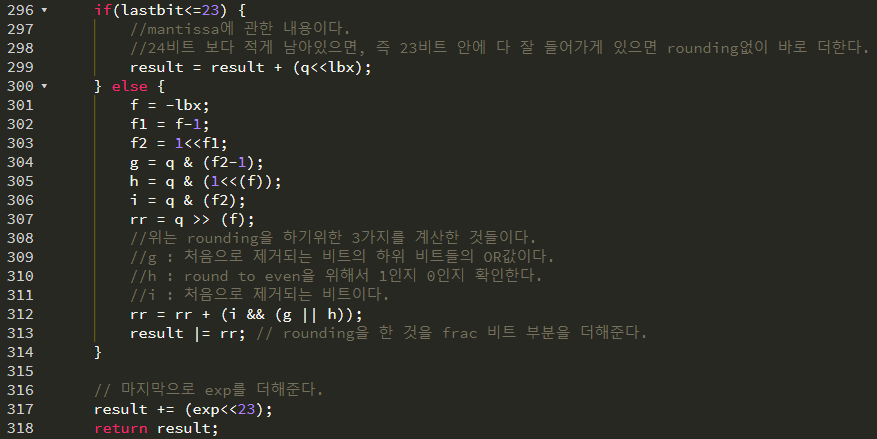 296 if(lastbit<=23) {
297 //mantissa에 관한 내용이다.
298 //24비트 보다 적게 남아있으면, 즉 23비트 안에 다 잘 들어가게 있으면 rounding없이 바로 더한다.
299 result = result + (q<<lbx);
300 } else {
301 f = -lbx;
302 f1 = f-1;
303 f2 = 1<<f1;
304 g = q & (f2-1);
305 h = q & (1<<(f));
306 i = q & (f2);
307 rr = q >> (f);
308 //위는 rounding을 하기위한 3가지를 계산한 것들이다.
309 //g : 처음으로 제거되는 비트의 하위 비트들의 OR값이다.
310 //h : round to even을 위해서 1인지 0인지 확인한다.
311 //i : 처음으로 제거되는 비트이다.
312 rr = rr + (i && (g || h));
313 result |= rr; // rounding을 한 것을 frac 비트 부분을 더해준다.
314 }
315
316 // 마지막으로 exp를 더해준다.
317 result += (exp<<23);
318 return result;